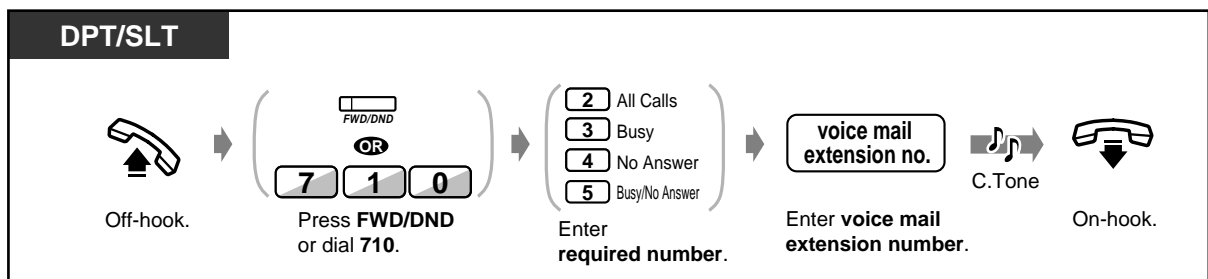 DPT/SLT
FWD/DND
OR
7 1 0
2 All Calls
3 Busy
4 No Answer
5 Busy/No Answer
voice mail
extension no.
C.Tone
Off-hook.
Press FWD/DND
or dial 710.
Enter
required number.
Enter voice mail
extension number.
On-hook.